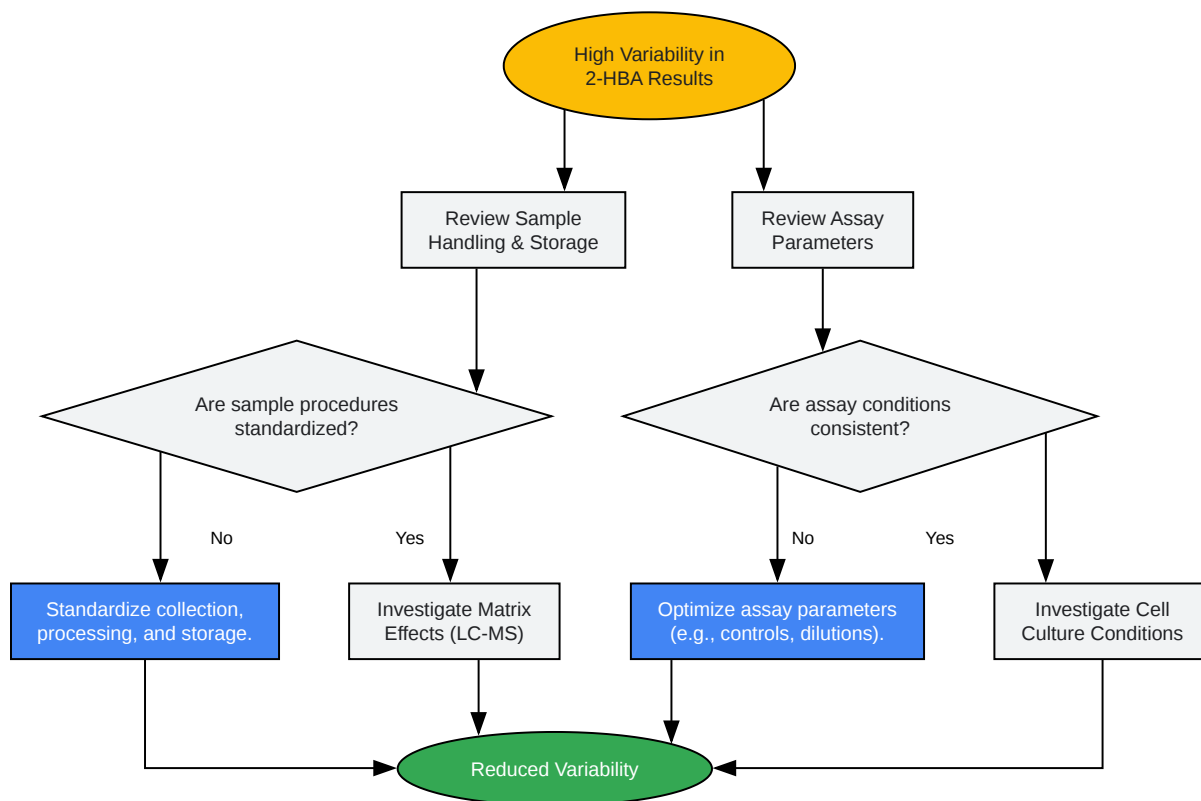 High Variability in
2-HBA Results
Review Sample
Handling & Storage
Review Assay
Parameters
Are sample procedures
standardized?
Are assay conditions
consistent?
No
Yes
No
Yes
Standardize collection,
processing, and storage.
Investigate Matrix
Effects (LC-MS)
Optimize assay parameters
(e.g., controls, dilutions).
Investigate Cell
Culture Conditions
Reduced Variability